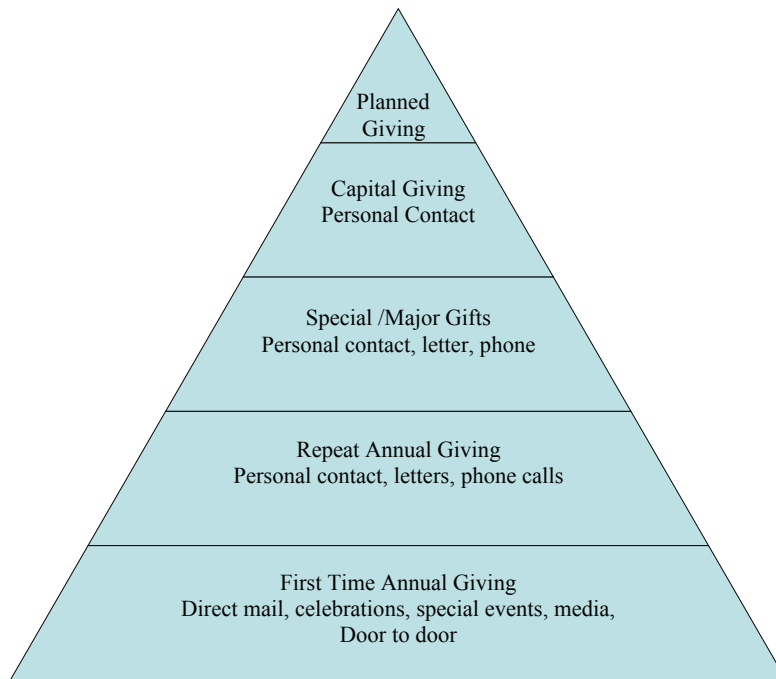 Planned
Giving
Capital Giving
Personal Contact
Special /Major Gifts
Personal contact, letter, phone
Repeat Annual Giving
Personal contact, letters, phone calls
First Time Annual Giving
Direct mail, celebrations, special events, media,
Door to door